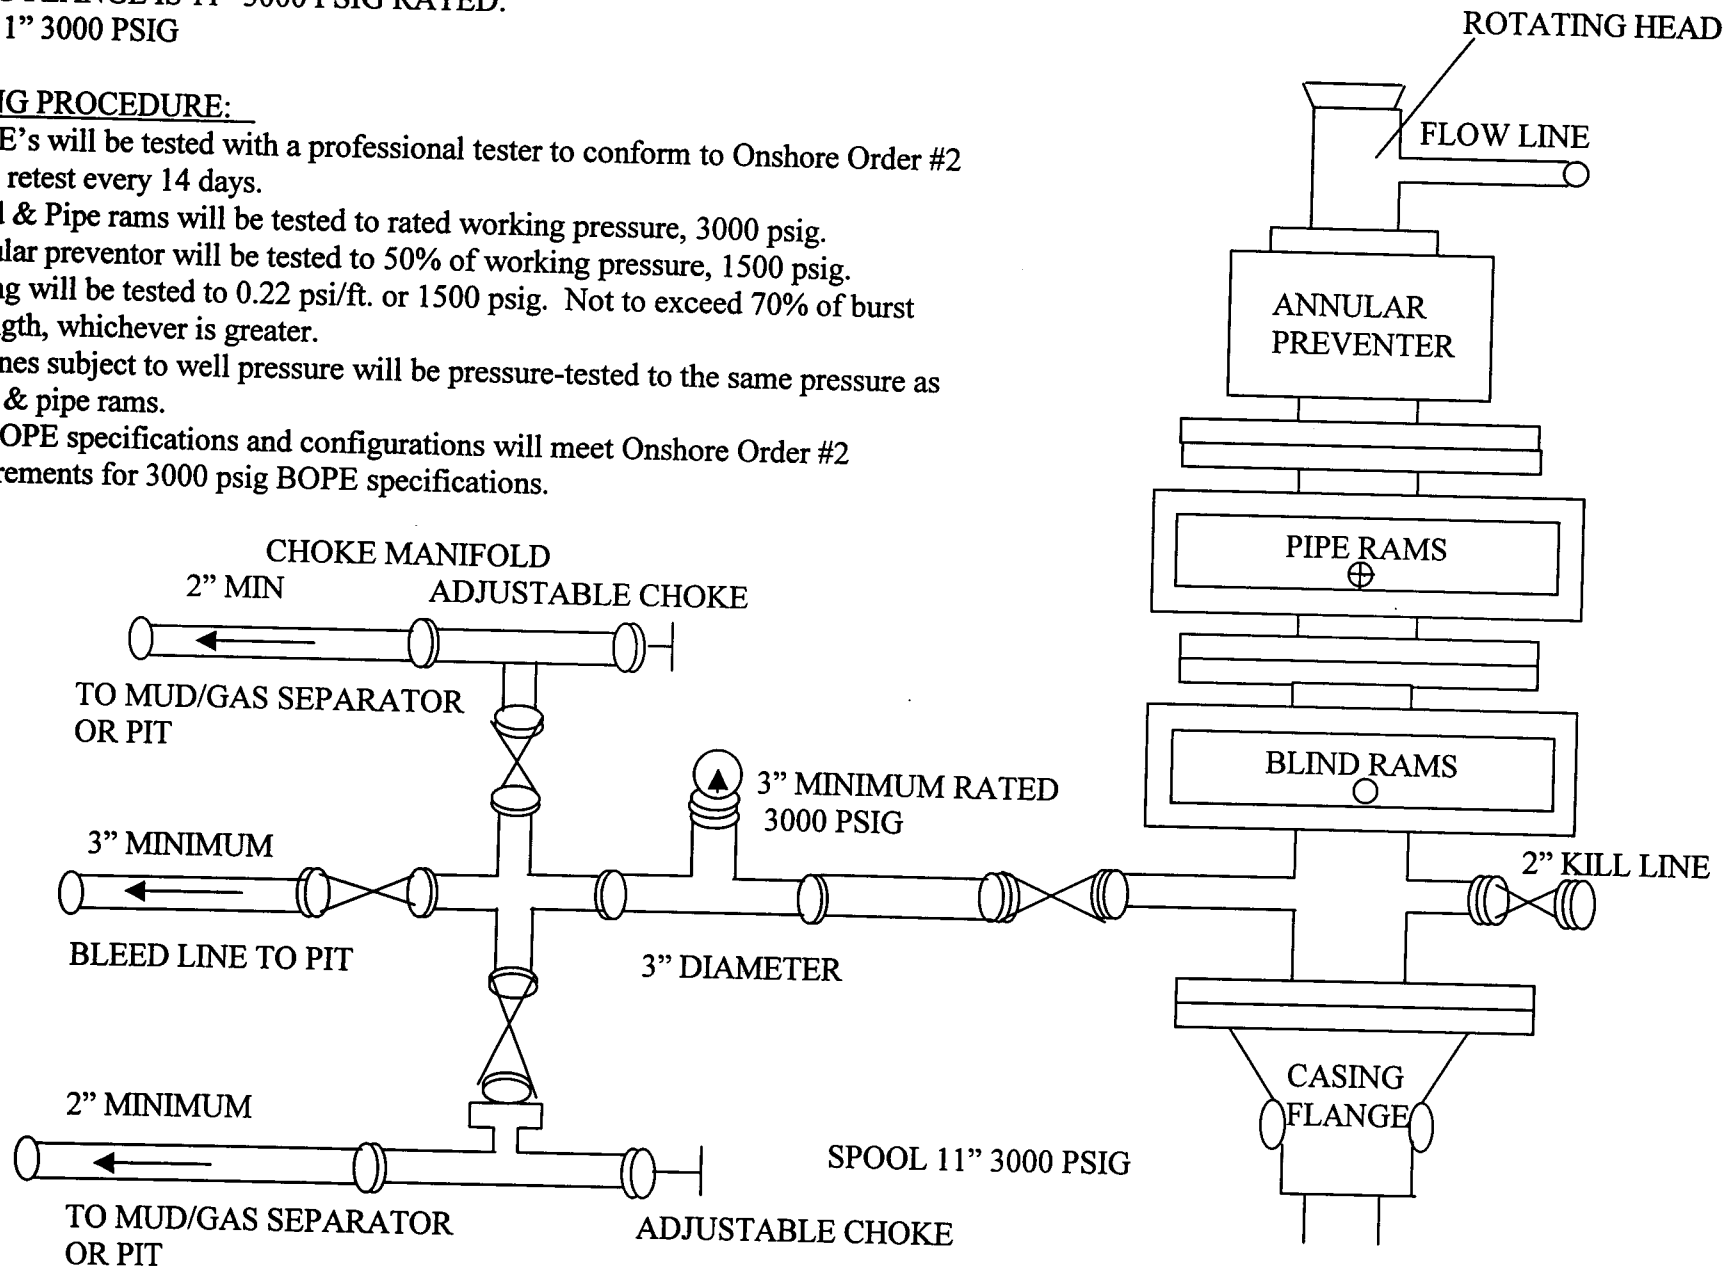 1” 3000 PSIG
PROCEDURE:
will be tested with a professional tester to conform to Onshore Order #2
retest every 14 days.
& Pipe rams will be tested to rated working pressure, 3000 psig.
preventor will be tested to 50% of working pressure, 1500 psig.
will be tested to 0.22 psi/ft. or 1500 psig. Not to exceed 70% of burst
whichever is greater.
subject to well pressure will be pressure-tested to the same pressure as
& pipe rams.
specifications and configurations will meet Onshore Order #2
for 3000 psig BOPE specifications.
ROTATING HEAD
FLOW LINE
ANNULAR
PREVENTER
PIPE RAMS
BLIND RAMS
2” KILL LINE
CASING
FLANGE
CHOKE MANIFOLD
2” MIN
ADJUSTABLE CHOKE
TO MUD/GAS SEPARATOR
OR PIT
3” MINIMUM RATED
3000 PSIG
3” MINIMUM
BLEED LINE TO PIT
3” DIAMETER
2” MINIMUM
SPOOL 11” 3000 PSIG
TO MUD/GAS SEPARATOR
OR PIT
ADJUSTABLE CHOKE